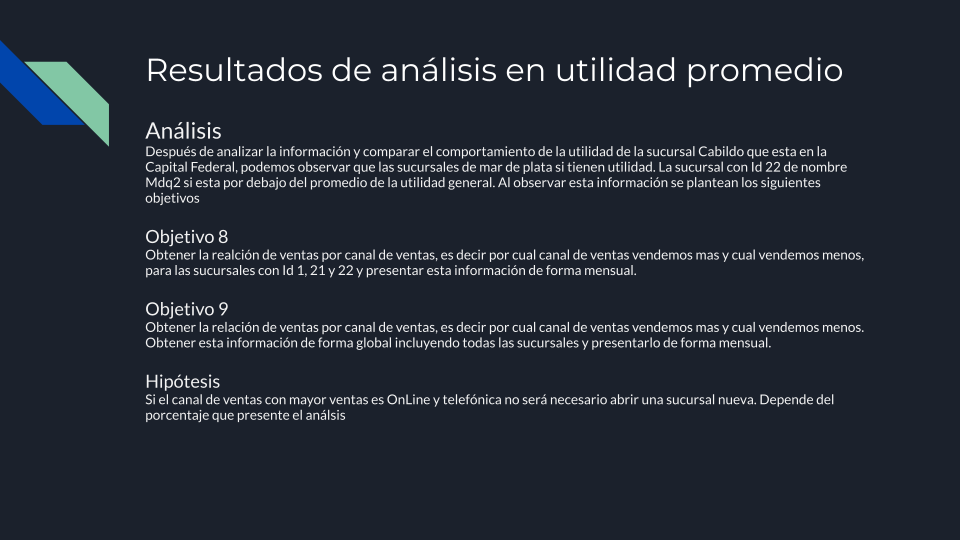 Resultados de análisis en utilidad promedio
Análisis
Después de analizar la información y comparar el comportamiento de la utilidad de la sucursal Cabildo que esta en la
Capital Federal, podemos observar que las sucursales de mar de plata si tienen utilidad. La sucursal con Id 22 de nombre
Mdq2 si esta por debajo del promedio de la utilidad general. Al observar esta información se plantean los siguientes
objetivos
Objetivo 8
Obtener la realción de ventas por canal de ventas, es decir por cual canal de ventas vendemos mas y cual vendemos menos,
para las sucursales con Id 1, 21 y 22 y presentar esta información de forma mensual.
Objetivo 9
Obtener la relación de ventas por canal de ventas, es decir por cual canal de ventas vendemos mas y cual vendemos menos.
Obtener esta información de forma global incluyendo todas las sucursales y presentarlo de forma mensual.
Hipótesis
Si el canal de ventas con mayor ventas es OnLine y telefónica no será necesario abrir una sucursal nueva. Depende del
porcentaje que presente el análsis